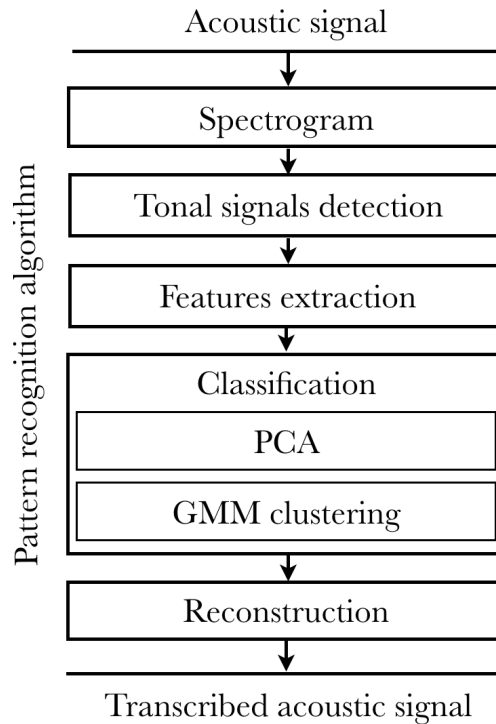 Acoustic signal
Pattern recognition algorithm
Spectrogram
Tonal signals detection
Features extraction
Classification
PCA
GMM clustering
Reconstruction
Transcribed acoustic signal